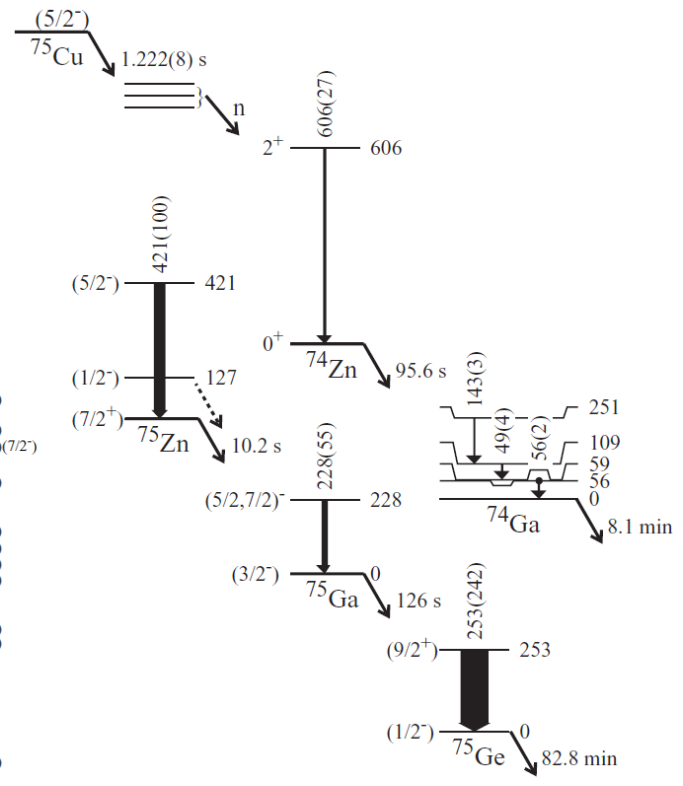 (5/2⁻)
⁷⁵Cu
1.222(8) s
n
606(27)
2⁺
606
0⁺
⁷⁴Zn
95.6 s
421(100)
(5/2⁻)
421
(1/2⁻)
127
(7/2⁺)
⁷⁵Zn
10.2 s
)(7/2⁻)
143(3)
49(4)
56(2)
251
109
59
56
0
⁷⁴Ga
8.1 min
228(55)
(5/2,7/2)⁻
228
(3/2⁻)
0
⁷⁵Ga
126 s
253(242)
(9/2⁺)
253
(1/2⁻)
0
⁷⁵Ge
82.8 min